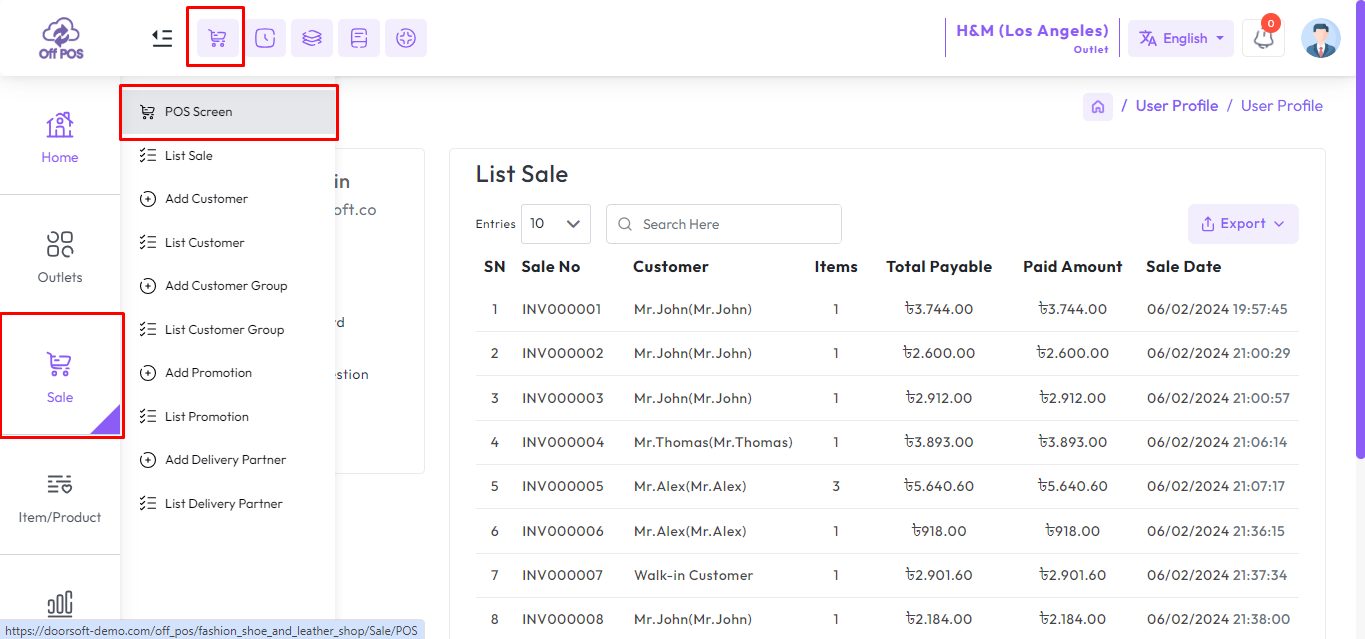 Off POS
H&M (Los Angeles)
Outlet
English
0
POS Screen
List Sale
Add Customer
List Customer
Add Customer Group
List Customer Group
Add Promotion
List Promotion
Add Delivery Partner
List Delivery Partner
Home
Outlets
Sale
Item/Product
/ User Profile / User Profile
in
oft.co
rd
estion
List Sale
Entries 10 Search Here Export
SN Sale No Customer Items Total Payable Paid Amount Sale Date
1 INV000001 Mr.John(Mr.John) 1 ৳3.744.00 ৳3.744.00 06/02/2024 19:57:45
2 INV000002 Mr.John(Mr.John) 1 ৳2.600.00 ৳2.600.00 06/02/2024 21:00:29
3 INV000003 Mr.John(Mr.John) 1 ৳2.912.00 ৳2.912.00 06/02/2024 21:00:57
4 INV000004 Mr.Thomas(Mr.Thomas) 1 ৳3.893.00 ৳3.893.00 06/02/2024 21:06:14
5 INV000005 Mr.Alex(Mr.Alex) 3 ৳5.640.60 ৳5.640.60 06/02/2024 21:07:17
6 INV000006 Mr.Alex(Mr.Alex) 1 ৳918.00 ৳918.00 06/02/2024 21:36:15
7 INV000007 Walk-in Customer 1 ৳2.901.60 ৳2.901.60 06/02/2024 21:37:34
8 INV000008 Mr.John(Mr.John) 1 ৳2.184.00 ৳2.184.00 06/02/2024 21:38:00
https://doorsoft-demo.com/off_pos/fashion_shoe_and_leather_shop/Sale/POS